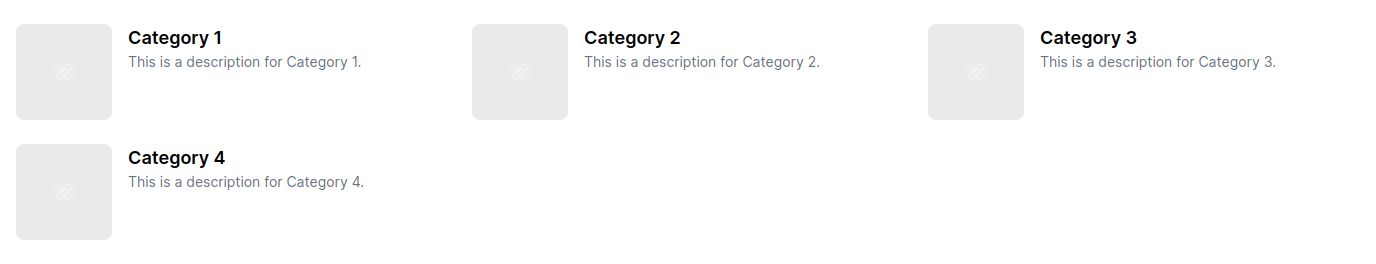 Category 1
This is a description for Category 1.
Category 2
This is a description for Category 2.
Category 3
This is a description for Category 3.
Category 4
This is a description for Category 4.